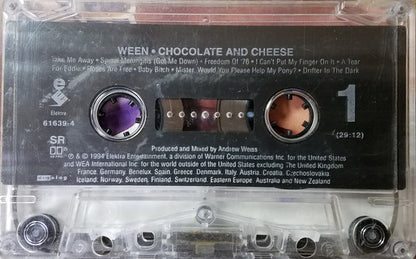 WEEN • CHOCOLATE AND CHEESE
Take Me Away • Spinal Meningitis (Got Me Down) • Freedom Of '76 • I Can't Put My Finger On It • A Tear
For Eddie • Roses Are Free • Baby Bitch • Mister, Would You Please Help My Pony? • Drifter In The Dark
e
Elektra
61639-4
1
SR
(29:12)
Produced and Mixed by Andrew Weiss
℗ & © 1994 Elektra Entertainment, a division of Warner Communications Inc. for the United States
and WEA International Inc. for the world outside of the United States excluding The United Kingdom
France, Germany, Benelux, Spain, Greece, Denmark, Italy, Austria, Croatia, Czechoslovakia
Iceland, Norway, Sweden, Finland, Switzerland, Eastern Europe, Australia and New Zealand